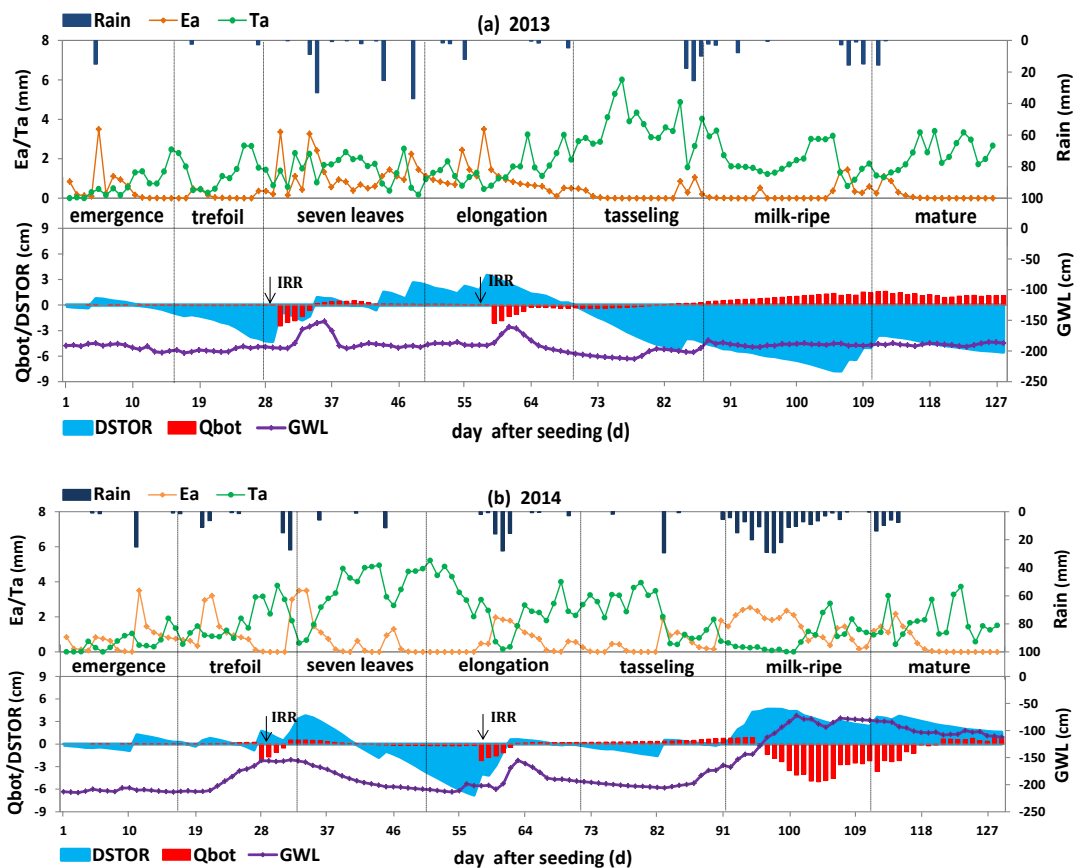 (a) 2013
Rain Ea Ta
8 6 4 2 0
Ea/Ta (mm)
0 20 40 60 80 100
Rain (mm)
emergence trefoil seven leaves elongation tasseling milk-ripe mature
9 6 3 0 -3 -6 -9
Qbot/DSTOR (cm)
0 -50 -100 -150 -200 -250
GWL (cm)
IRR IRR
1 10 19 28 37 46 55 64 73 82 91 100 109 118 127
DSTOR Qbot GWL
day after seeding (d)
(b) 2014
Rain Ea Ta
8 6 4 2 0
Ea/Ta (mm)
0 20 40 60 80 100
Rain (mm)
emergence trefoil seven leaves elongation tasseling milk-ripe mature
9 6 3 0 -3 -6 -9
Qbot/DSTOR (cm)
0 -50 -100 -150 -200 -250
GWL (cm)
IRR IRR
1 10 19 28 37 46 55 64 73 82 91 100 109 118 127
DSTOR Qbot GWL
day after seeding (d)